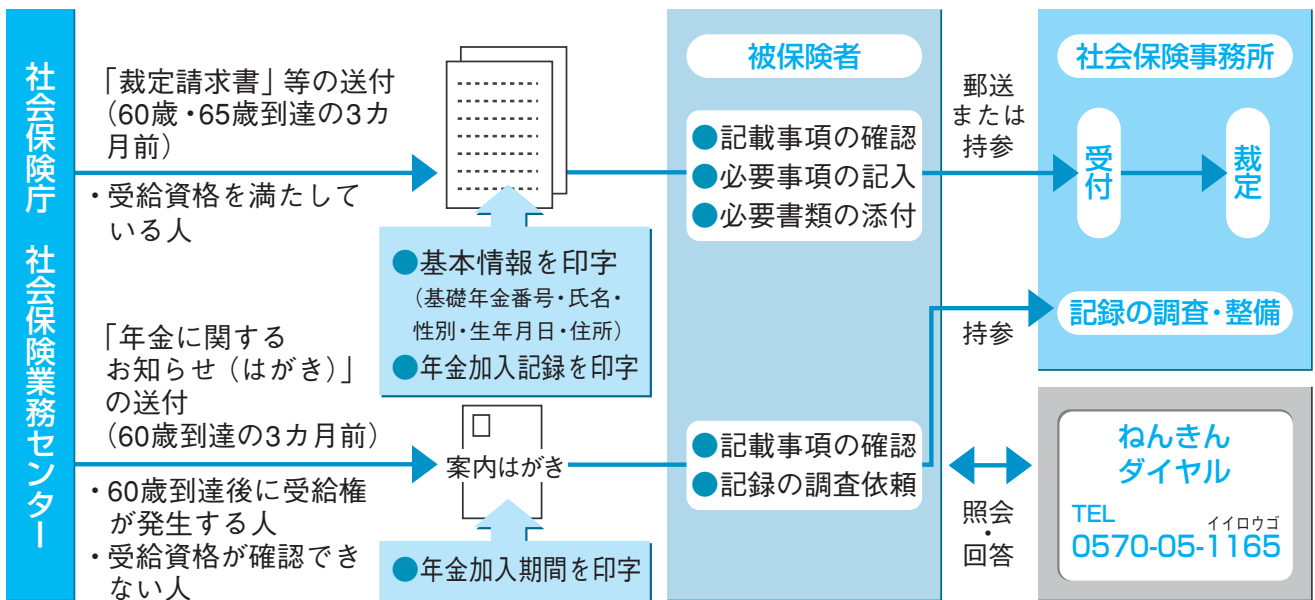 社会保険庁 社会保険業務センター
「裁定請求書」等の送付
(60歳・65歳到達の3カ
月前)
・受給資格を満たして
いる人
●基本情報を印字
(基礎年金番号・氏名・
性別・生年月日・住所)
●年金加入記録を印字
「年金に関する
お知らせ(はがき)」
の送付
(60歳到達の3カ月前)
・60歳到達後に受給権
が発生する人
・受給資格が確認でき
ない人
案内はがき
●年金加入期間を印字
被保険者
●記載事項の確認
●必要事項の記入
●必要書類の添付
●記載事項の確認
●記録の調査依頼
郵送
または
持参
持参
照会
・
回答
社会保険事務所
受付
裁定
記録の調査・整備
ねんきん
ダイヤル
TEL
イイロウゴ
0570-05-1165